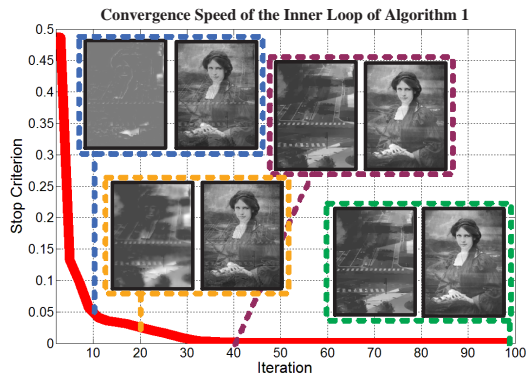 Convergence Speed of the Inner Loop of Algorithm 1
0.5
0.45
0.4
0.35
0.3
0.25
0.2
0.15
0.1
0.05
0
Stop Criterion
10 20 30 40 50 60 70 80 90 100
Iteration